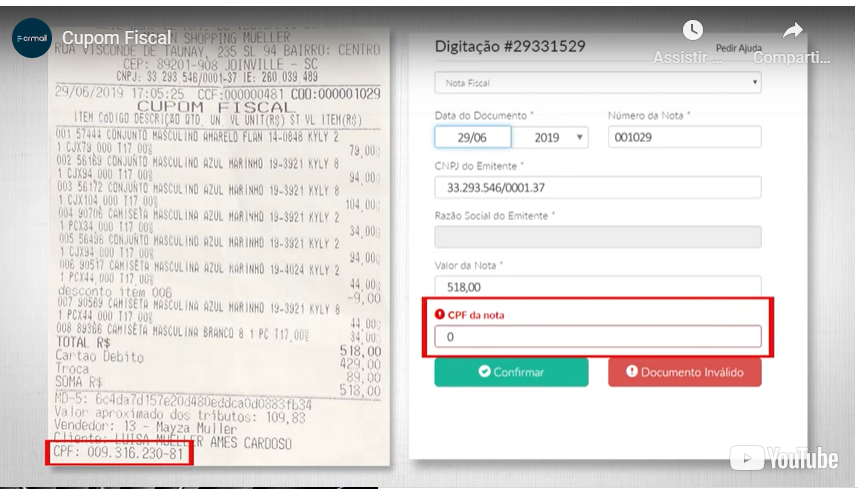 Formall
Cupom Fiscal
SHOPPING MUELLER
RUA VISCONDE DE TAUNAY, 235 SL 94 BAIRRO: CENTRO
CEP: 89201-908 JOINVILLE - SC
CNPJ: 33 293 546/0001-37 IE: 260 039 489
29/06/2019 17:05:25 CCF:000000481 COO:000001029
CUPOM FISCAL
ITEM CODIGO DESCRIÇÃO QTD. UN VL UNIT(R$) ST VL ITEM(R$)
001 57444 CONJUNTO MASCULINO AMARELO FLAN 14-0848 KYLY 2
1 CJX79,000 T17,00% 79,00
002 56189 CONJUNTO MASCULINO AZUL MARINHO 19-3921 KYLY 8
1 CJX94,000 T17,00% 94,00
003 56172 CONJUNTO MASCULINO AZUL MARINHO 19-3921 KYLY 8
1 CJX104,000 T17,00% 104,00
004 90706 CAMISETA MASCULINA AZUL MARINHO 19-3921 KYLY 2
1 PCX34,000 T17,00% 34,00
005 56496 CONJUNTO MASCULINO AZUL MARINHO 19-3921 KYLY 8
1 CJX94,000 T17,00% 94,00
006 90517 CAMISETA MASCULINA AZUL MARINHO 19-4024 KYLY 2
1 PCX44,000 T17,00% 44,00
desconto item 006 -9,00
007 90569 CAMISETA MASCULINA AZUL MARINHO 19-3921 KYLY 8
1 PCX44,000 T17,00% 44,00
008 89366 CAMISETA MASCULINA BRANCO 8 1 PC T17,00% 34,00
TOTAL R$ 518,00
Cartao Debito 429,00
Troca 89,00
SOMA R$ 518,00
MD-5: 6c4da7d157e20d480eddca0d0883fb34
Valor aproximado dos tributos: 109,83
Vendedor: 13 - Mayza Muller
Cliente: LUISA MUELLER AMES CARDOSO
CPF: 009.316.230-81
Assistir ...
Comparti...
Digitação #29331529
Pedir Ajuda
Nota Fiscal
Data do Documento * Número da Nota *
29/06 2019 001029
CNPJ do Emitente *
33.293.546/0001.37
Razão Social do Emitente *
Valor da Nota *
518,00
CPF da nota
0
Confirmar Documento Inválido
YouTube